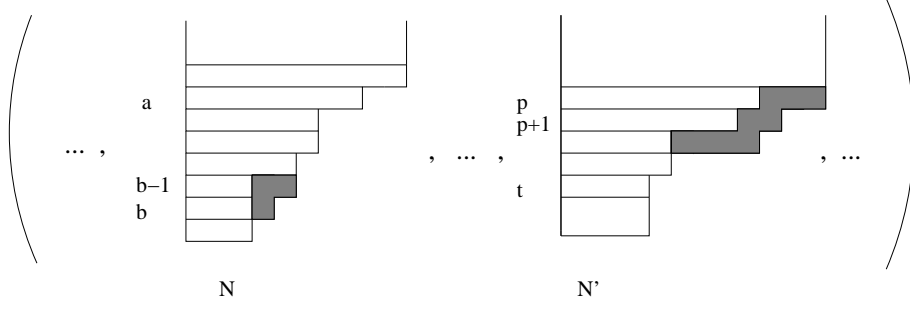 a
p
p+1
... ,
, ... ,
, ...
b−1
t
b
N
N'